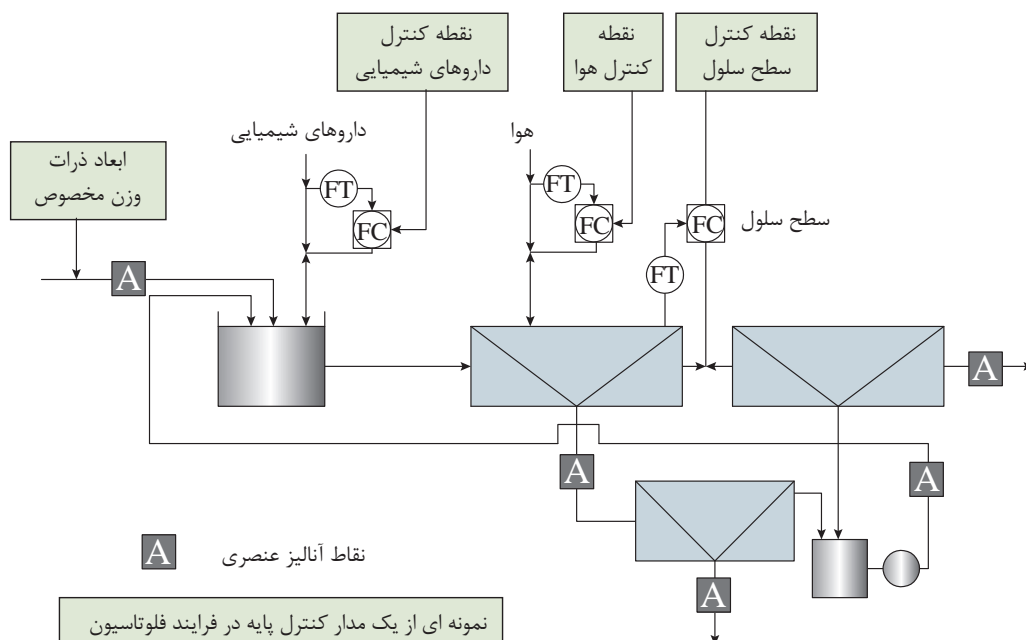 نقطه کنترل
داروهای شیمیایی
نقطه
کنترل هوا
نقطه کنترل
سطح سلول
داروهای شیمیایی
هوا
ابعاد ذرات
وزن مخصوص
FT
FC
FT
FC
FC
سطح سلول
FT
A
A
A
A
A
A نقاط آنالیز عنصری
نمونه ای از یک مدار کنترل پایه در فرایند فلوتاسیون